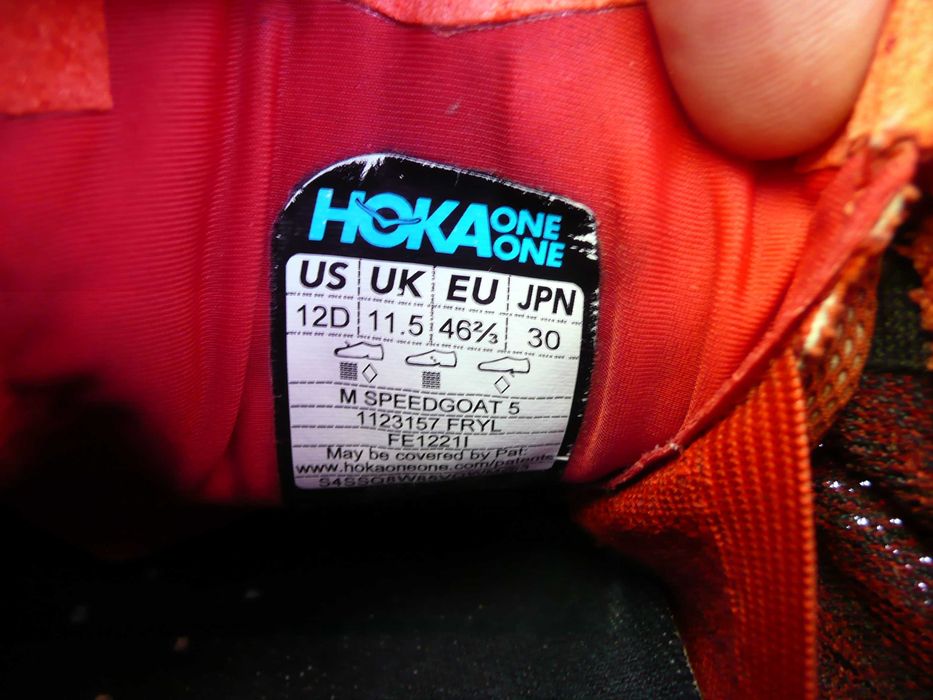 HOKA ONE ONE
US UK EU JPN
12D 11.5 46⅔ 30
M SPEEDGOAT 5
1123157 FRYL
FE1221I
May be covered by Pat:
www.hokaoneone.com/patents